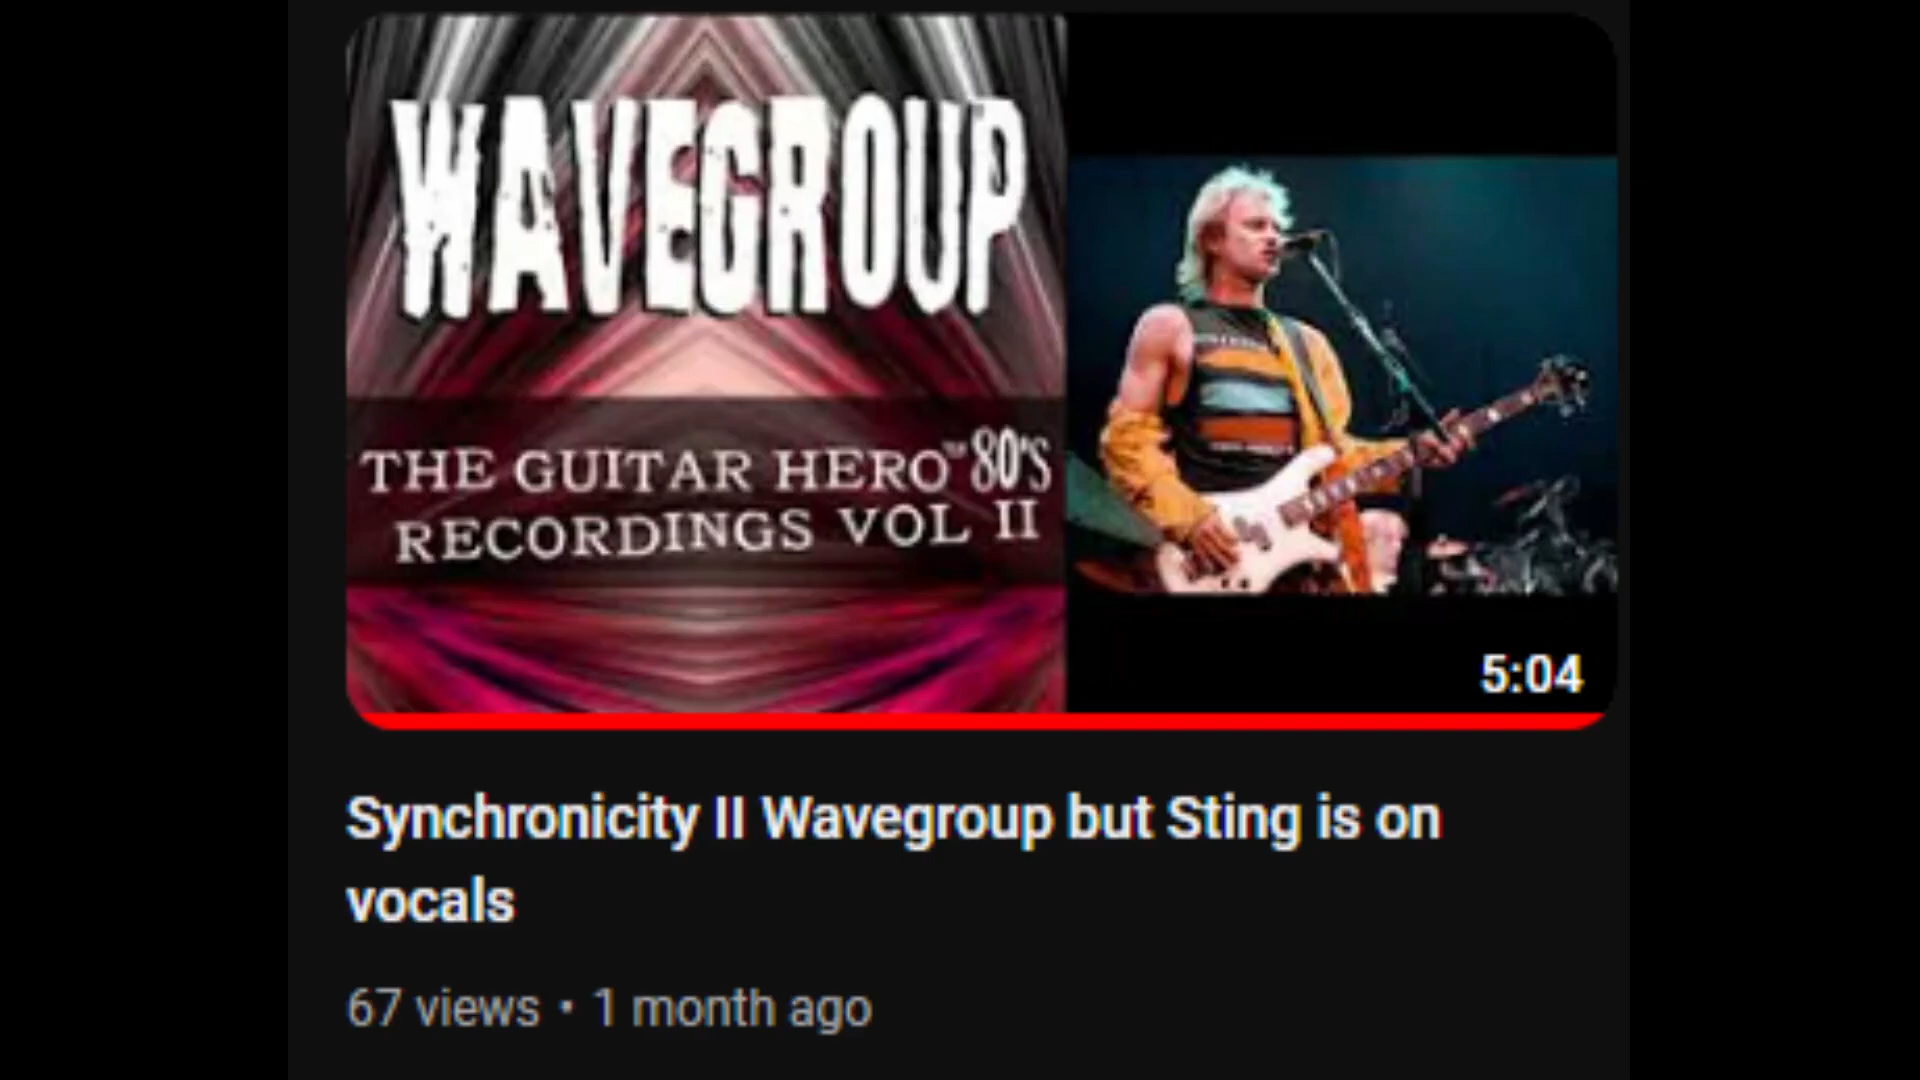 WAVEGROUP
THE GUITAR HERO™ 80'S
RECORDINGS VOL II
5:04
Synchronicity II Wavegroup but Sting is on
vocals
67 views • 1 month ago